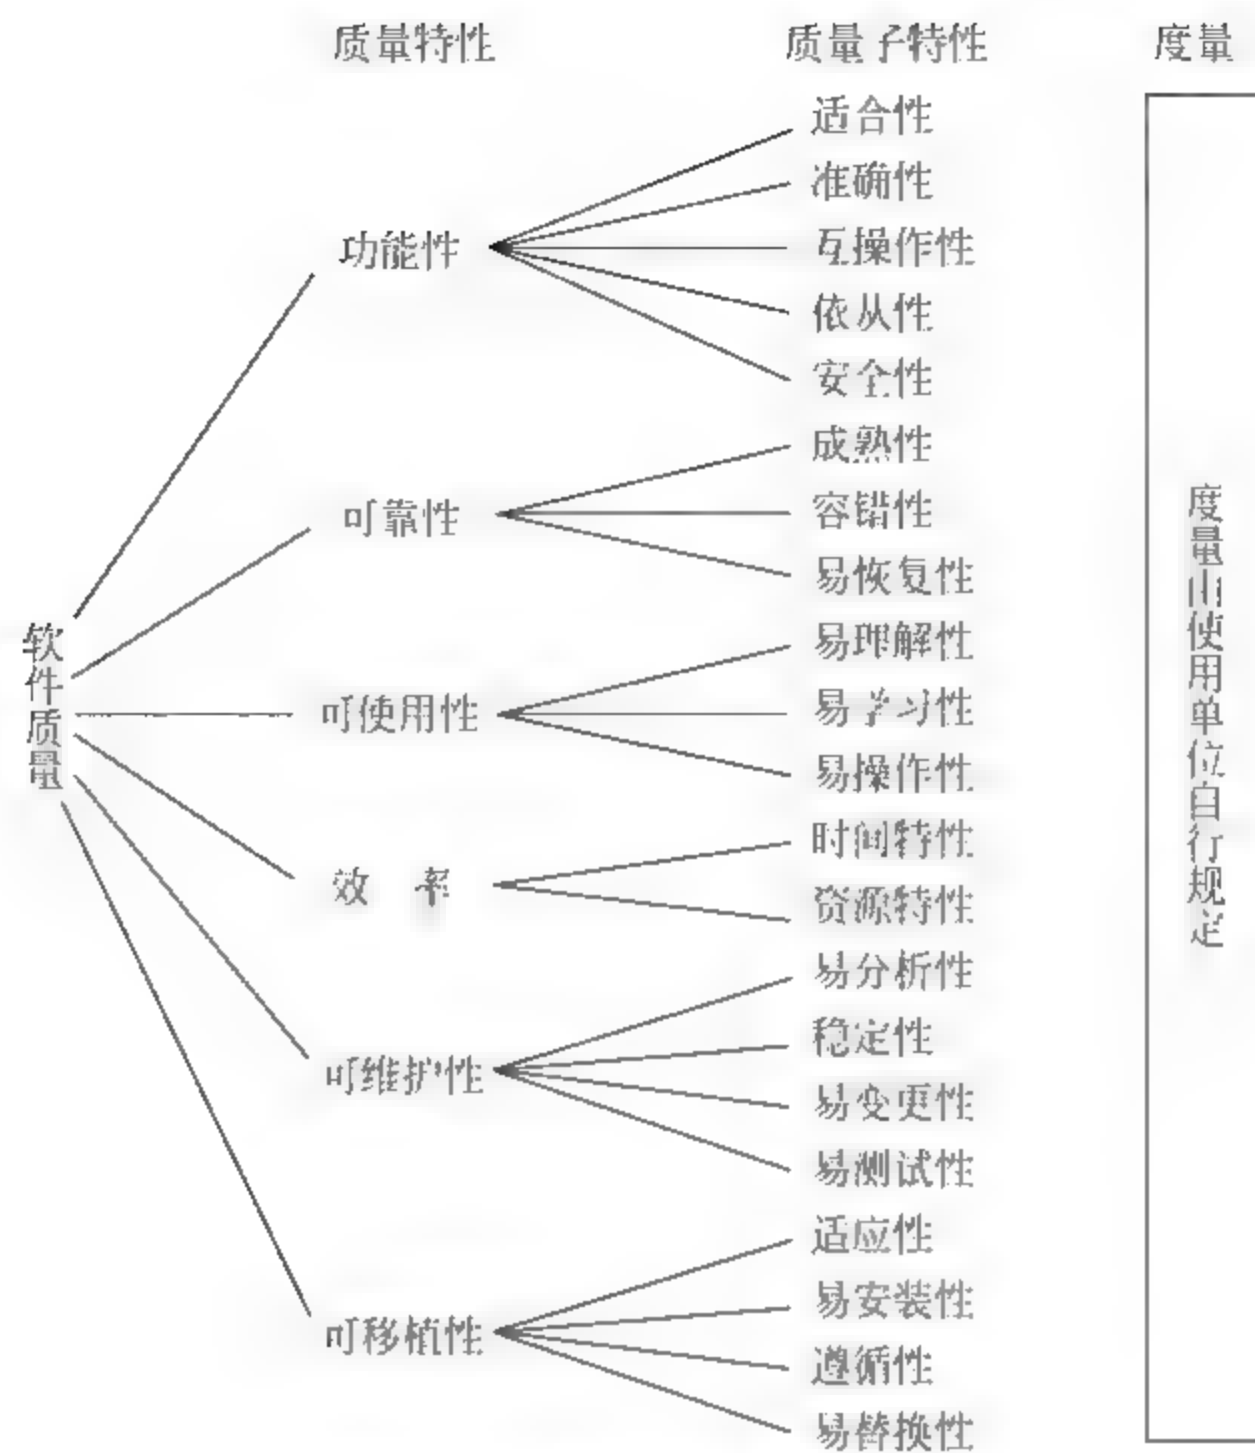 质量特性 质量子特性 度量
软件质量
功能性
适合性
准确性
互操作性
依从性
安全性
可靠性
成熟性
容错性
易恢复性
可使用性
易理解性
易学习性
易操作性
效 率
时间特性
资源特性
可维护性
易分析性
稳定性
易变更性
易测试性
可移植性
适应性
易安装性
遵循性
易替换性
度量由使用单位自行规定